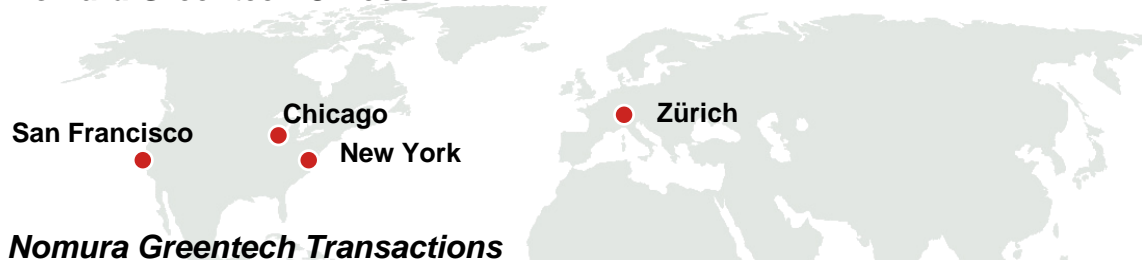 Chicago
San Francisco
Zürich
New York
Nomura Greentech Transactions